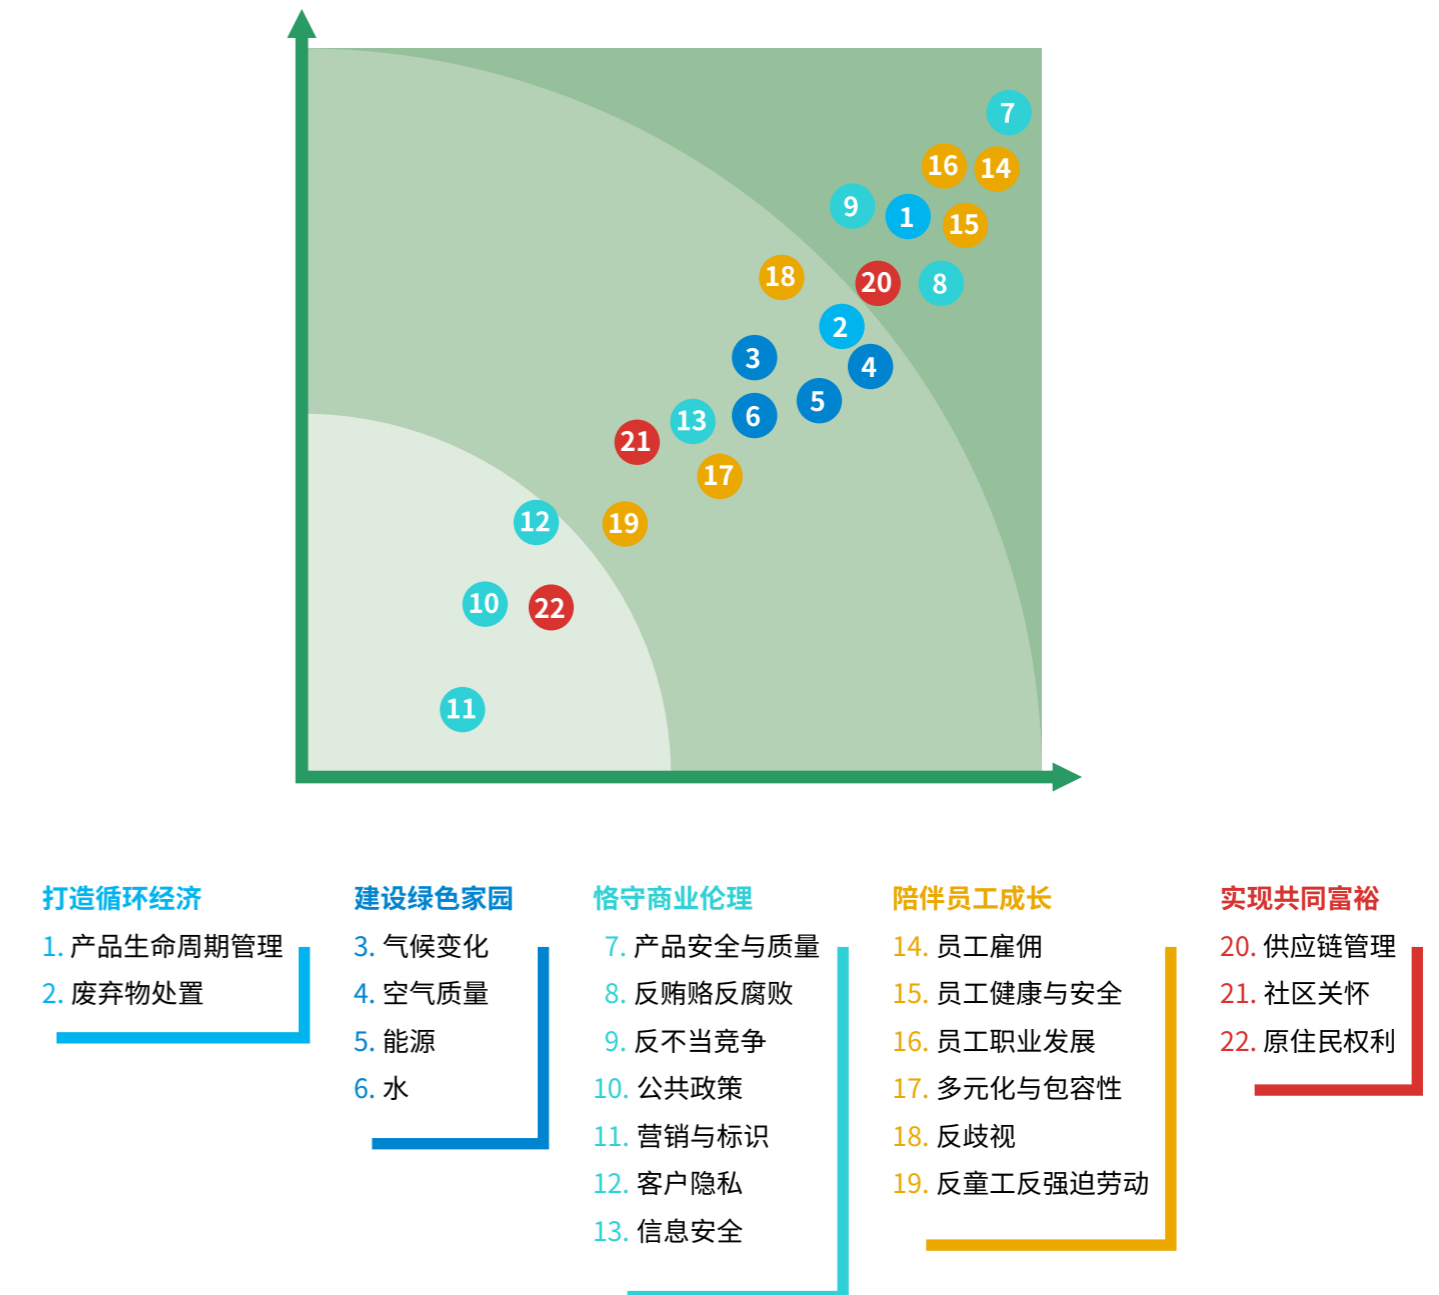 7
16
14
9
1
15
18
20
8
2
3
4
5
6
13
21
17
12
19
10
22
11
打造循环经济
1. 产品生命周期管理
2. 废弃物处置
建设绿色家园
3. 气候变化
4. 空气质量
5. 能源
6. 水
恪守商业伦理
7. 产品安全与质量
8. 反贿赂反腐败
9. 反不当竞争
10. 公共政策
11. 营销与标识
12. 客户隐私
13. 信息安全
陪伴员工成长
14. 员工雇佣
15. 员工健康与安全
16. 员工职业发展
17. 多元化与包容性
18. 反歧视
19. 反童工反强迫劳动
实现共同富裕
20. 供应链管理
21. 社区关怀
22. 原住民权利